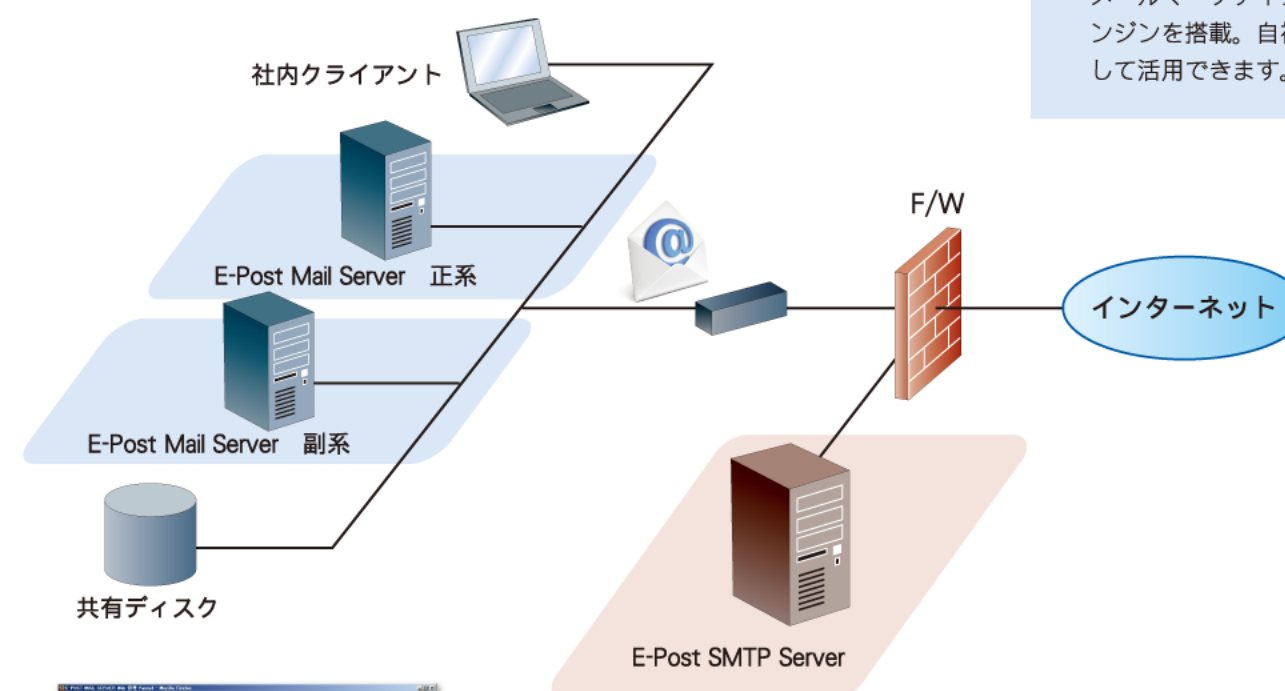 ンジンを搭載。自社
して活用できます。
社内クライアント
F/W
E-Post Mail Server 正系
インターネット
E-Post Mail Server 副系
共有ディスク
E-Post SMTP Server